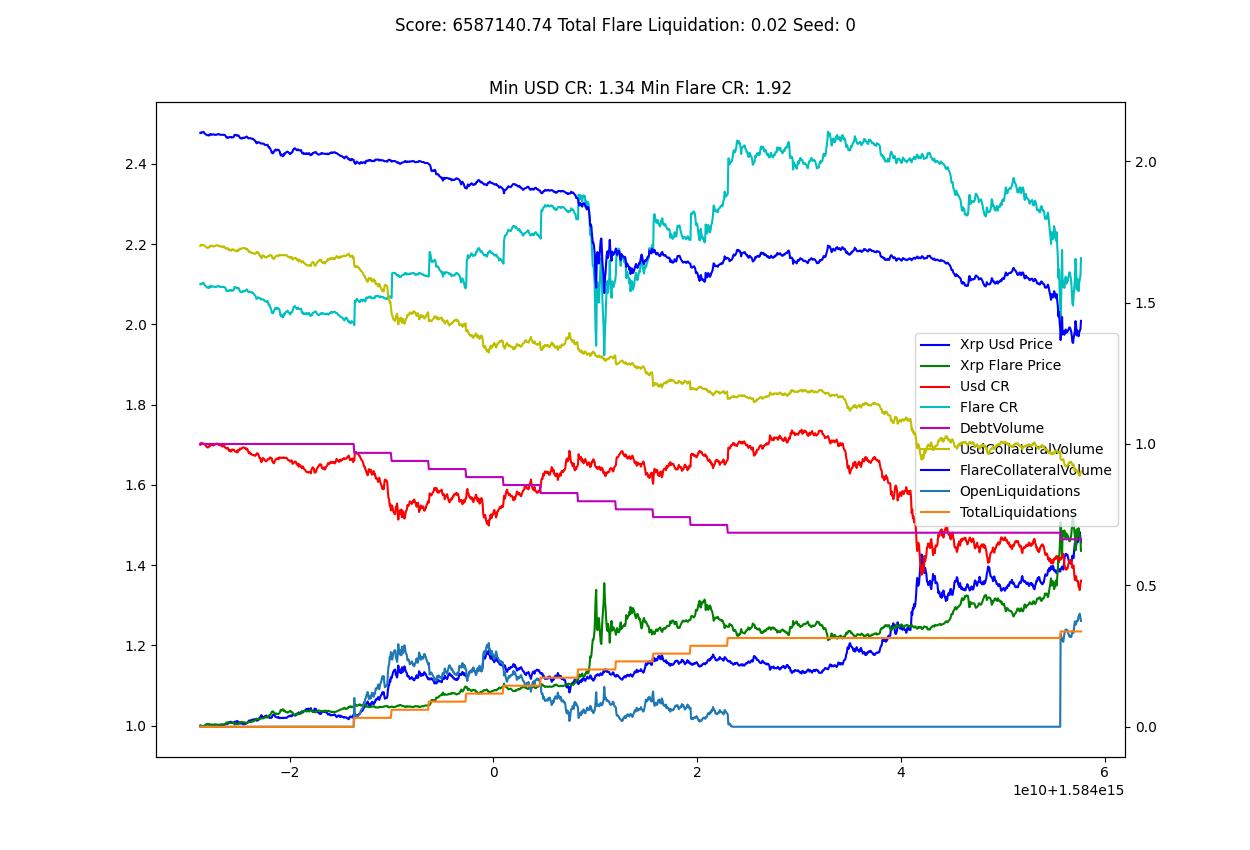 Score: 6587140.74 Total Flare Liquidation: 0.02 Seed: 0
Min USD CR: 1.34 Min Flare CR: 1.92
2.4
2.2
2.0
1.8
1.6
1.4
1.2
1.0
2.0
1.5
1.0
0.5
0.0
Xrp Usd Price
Xrp Flare Price
Usd CR
Flare CR
DebtVolume
UsdCollateralVolume
FlareCollateralVolume
OpenLiquidations
TotalLiquidations
−2
0
2
4
6
1e10+1.584e15